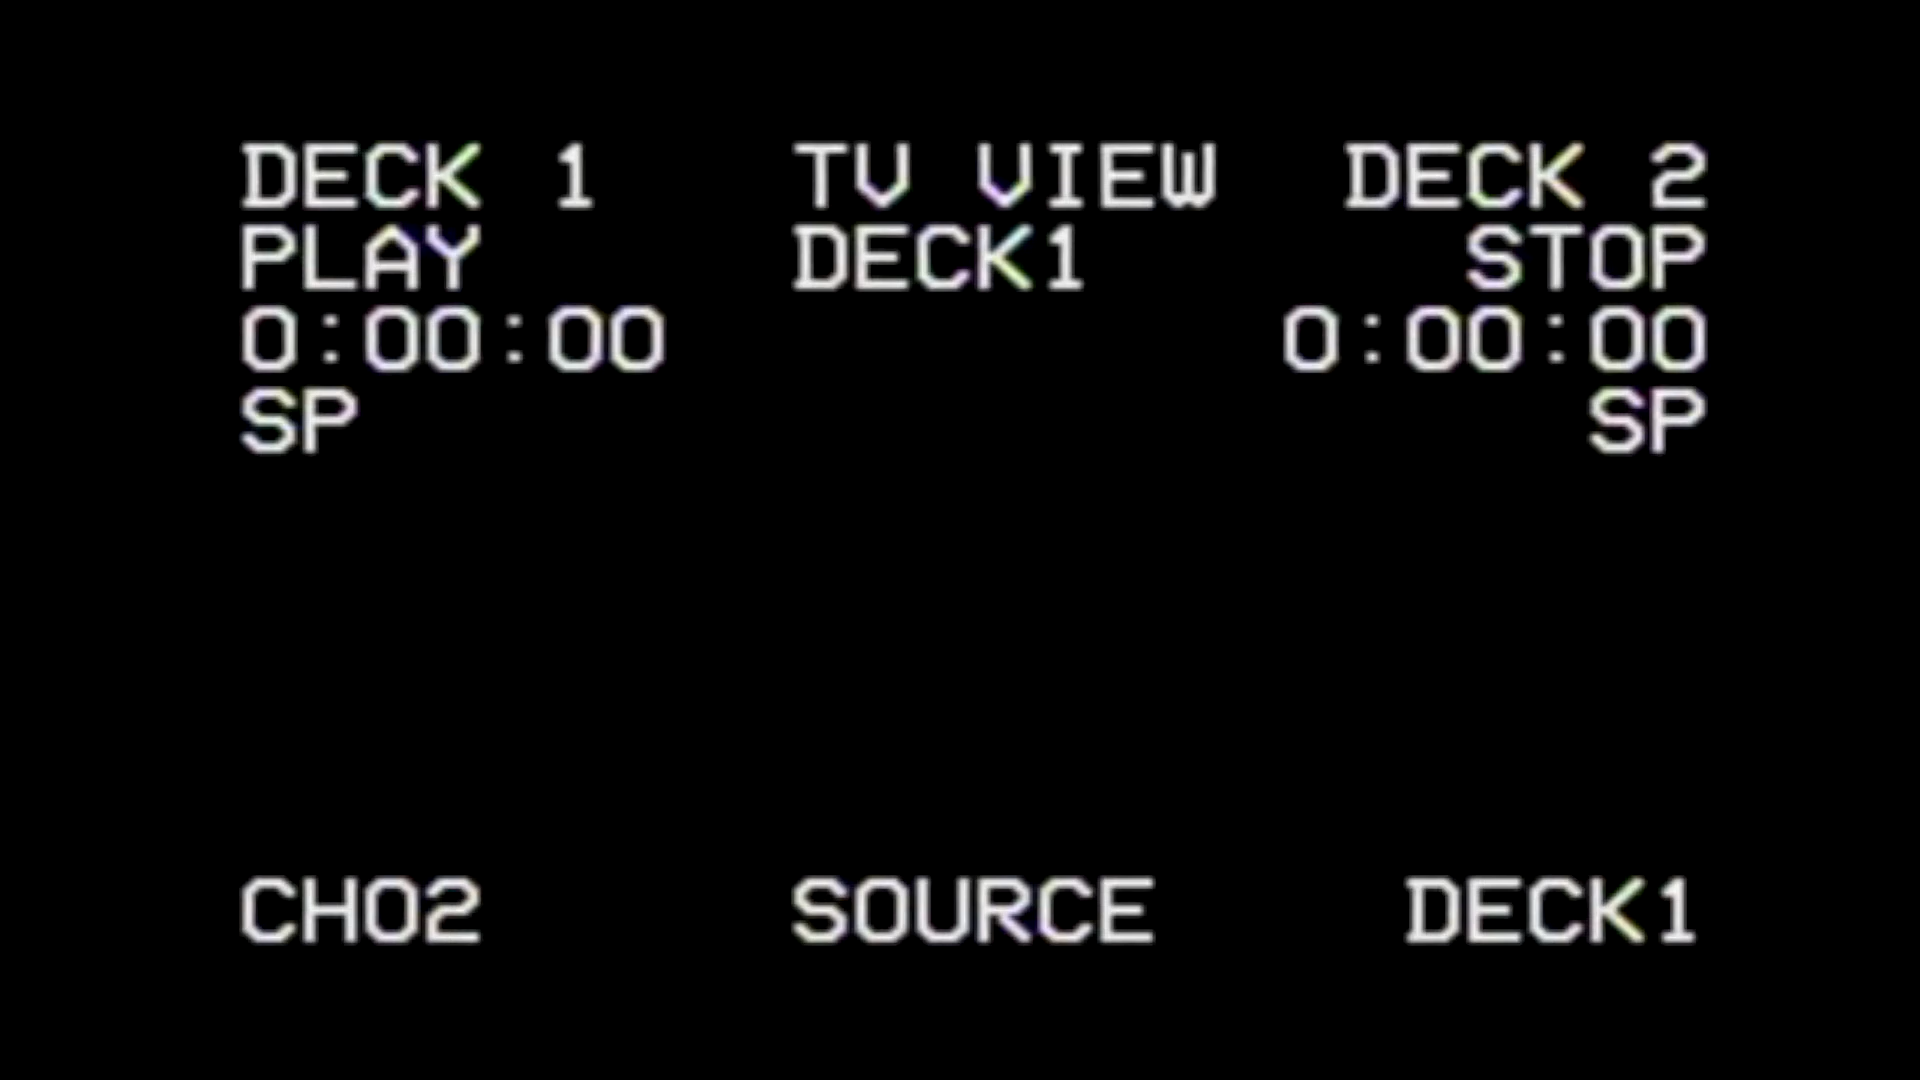 DECK 1 TV VIEW DECK 2
PLAY DECK1 STOP
0:00:00 0:00:00
SP SP
CH02 SOURCE DECK1